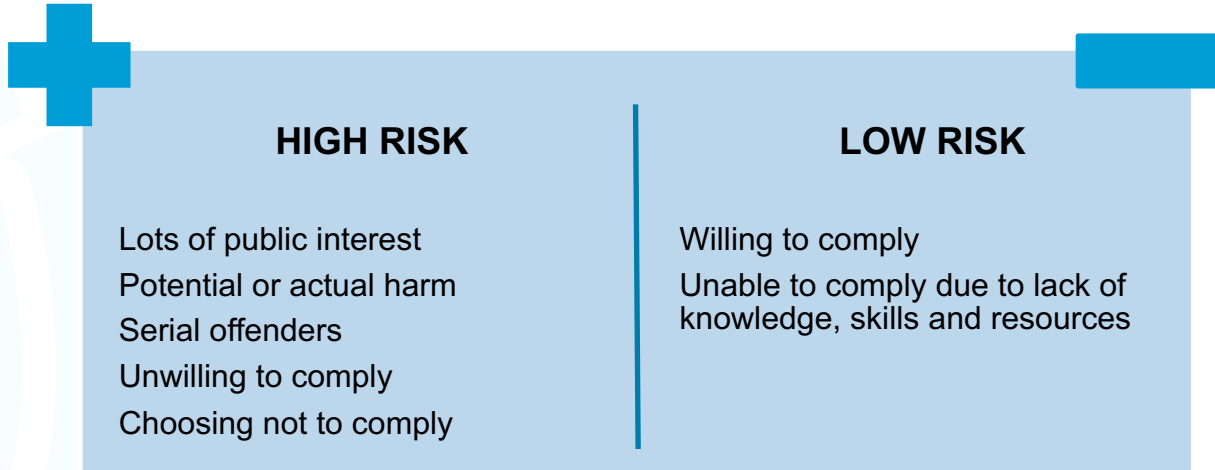 HIGH RISK
Lots of public interest
Potential or actual harm
Serial offenders
Unwilling to comply
Choosing not to comply
LOW RISK
Willing to comply
Unable to comply due to lack of
knowledge, skills and resources